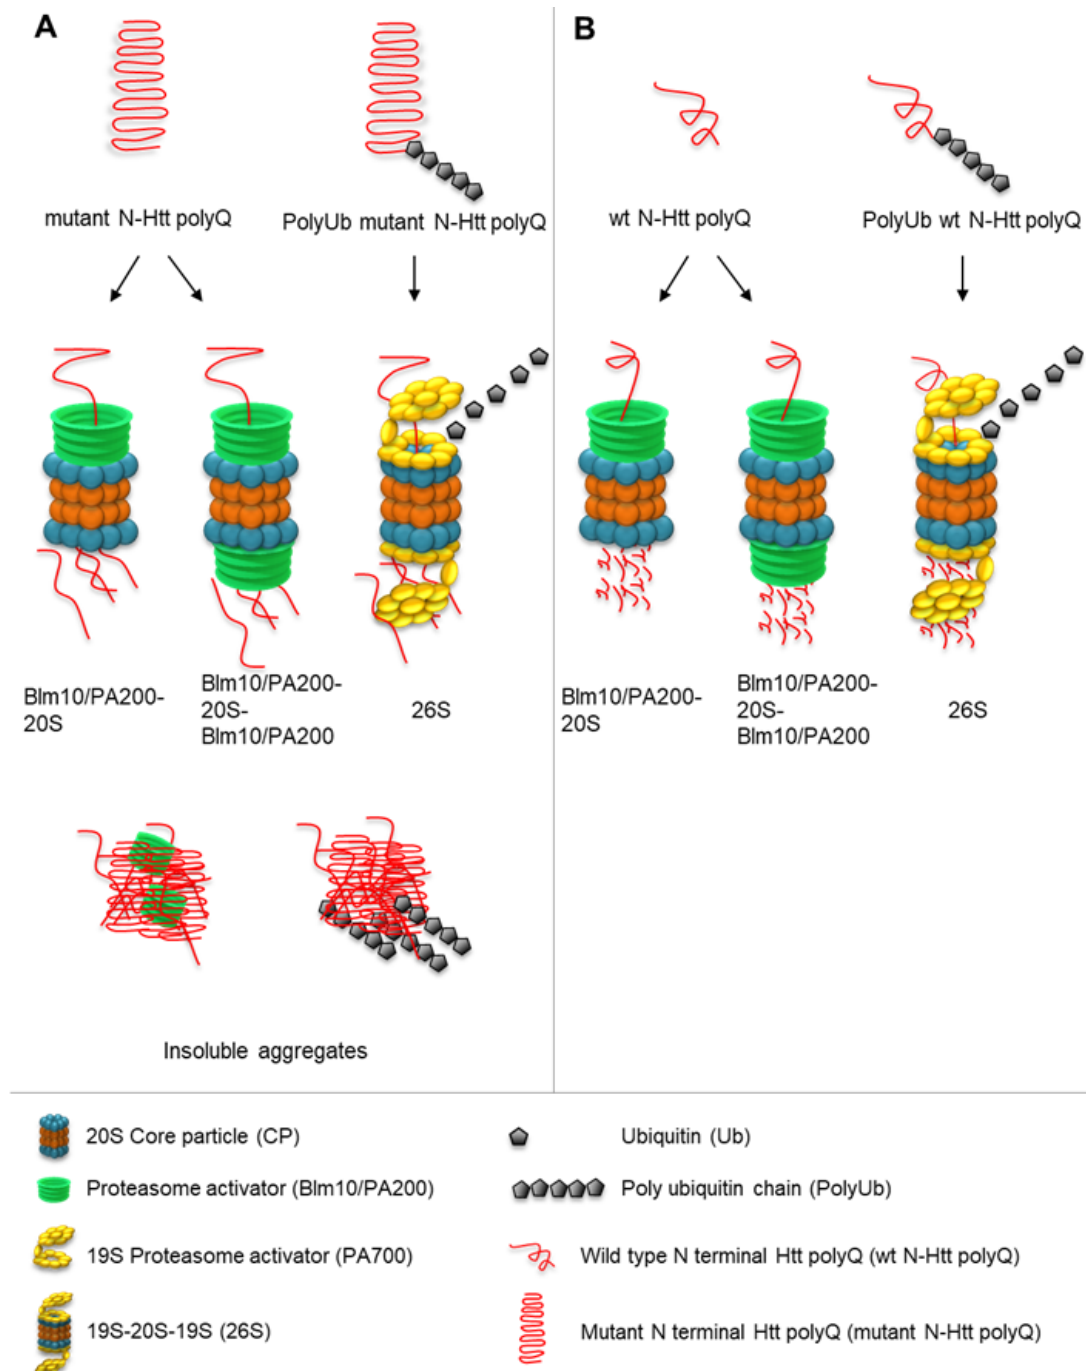 A
B
mutant N-Htt polyQ
PolyUb mutant N-Htt polyQ
wt N-Htt polyQ
PolyUb wt N-Htt polyQ
Blm10/PA200-
20S
Blm10/PA200-
20S-
Blm10/PA200
26S
Blm10/PA200-
20S
Blm10/PA200-
20S-
Blm10/PA200
26S
Insoluble aggregates
20S Core particle (CP)
Proteasome activator (Blm10/PA200)
19S Proteasome activator (PA700)
19S-20S-19S (26S)
Ubiquitin (Ub)
Poly ubiquitin chain (PolyUb)
Wild type N terminal Htt polyQ (wt N-Htt polyQ)
Mutant N terminal Htt polyQ (mutant N-Htt polyQ)